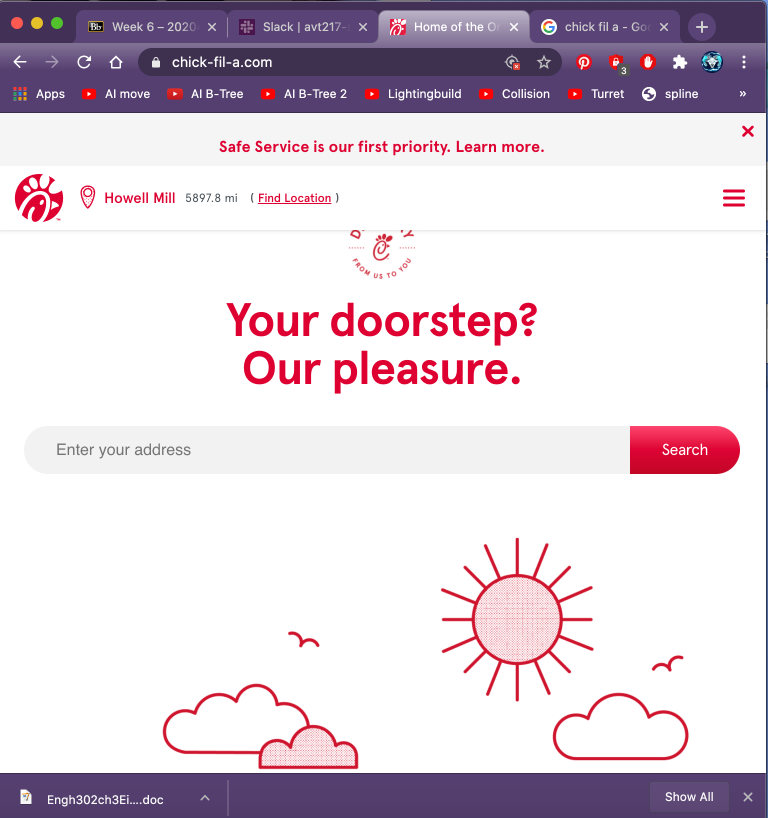 Bb Week 6 – 2020
Slack | avt217-
Home of the Or
chick fil a - Goo
chick-fil-a.com
3
Apps
AI move
AI B-Tree
AI B-Tree 2
Lightingbuild
Collision
Turret
spline
»
Safe Service is our first priority. Learn more.
Howell Mill 5897.8 mi ( Find Location )
FROM US TO YOU
Your doorstep?
Our pleasure.
Enter your address
Search
Engh302ch3Ei....doc
Show All